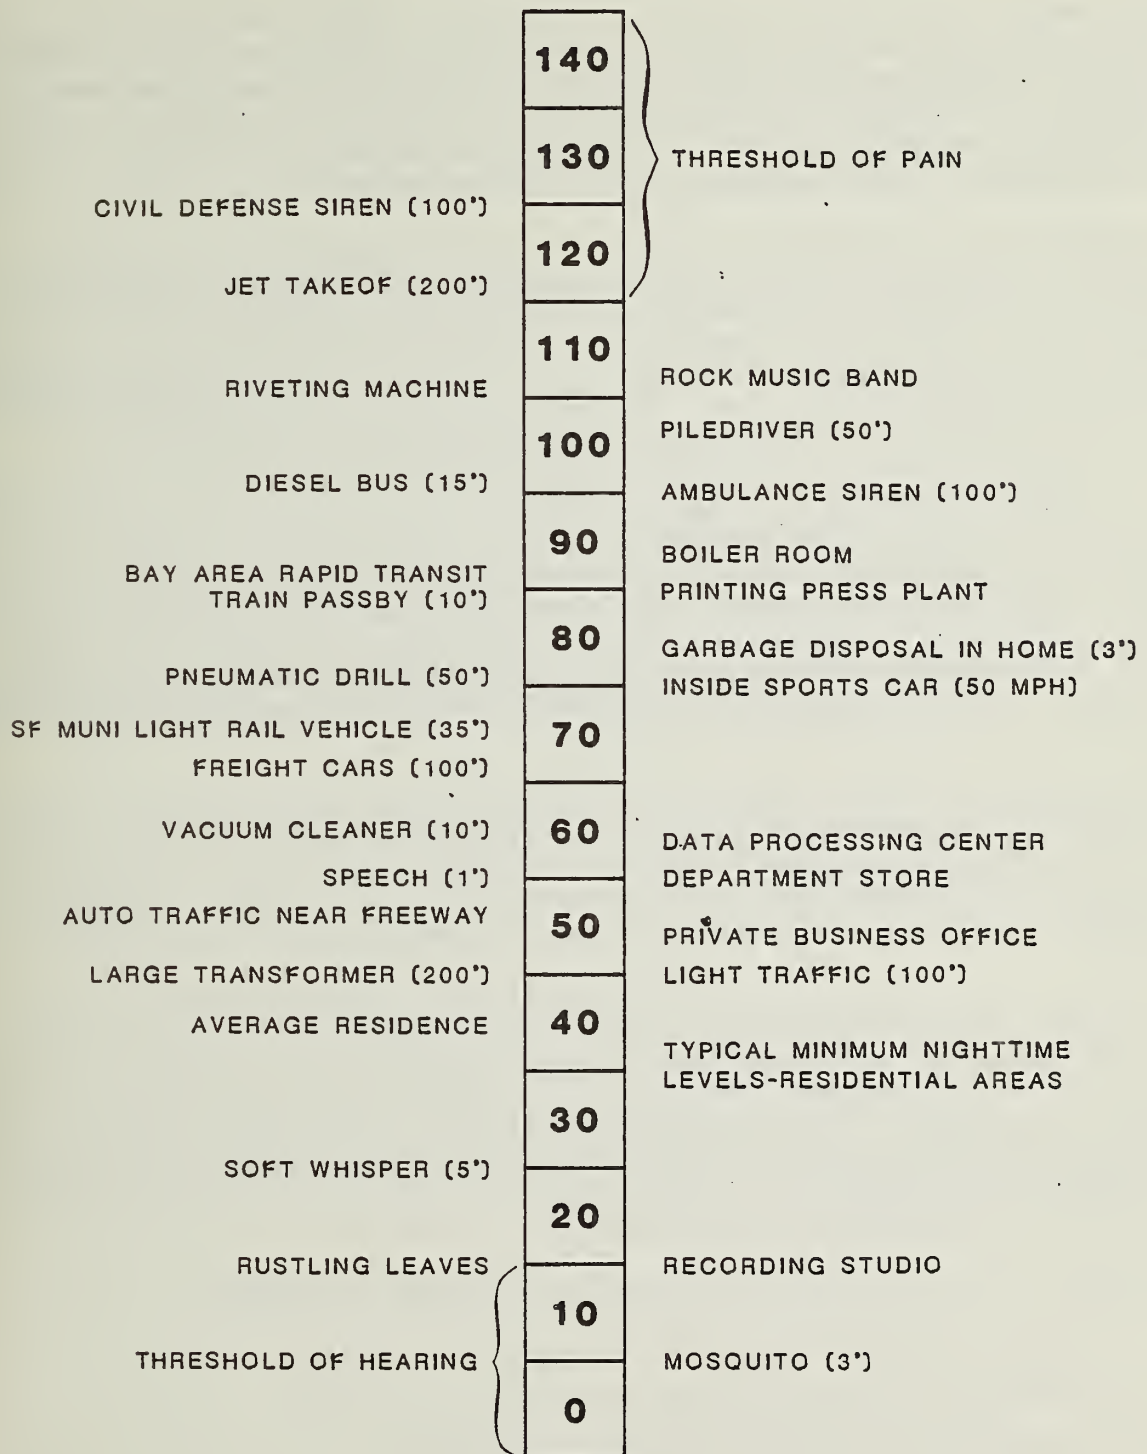 140
130
THRESHOLD OF PAIN
CIVIL DEFENSE SIREN (100')
120
JET TAKEOF (200')
110
ROCK MUSIC BAND
RIVETING MACHINE
PILEDRIVER (50')
100
DIESEL BUS (15')
AMBULANCE SIREN (100')
90
BOILER ROOM
BAY AREA RAPID TRANSIT
TRAIN PASSBY (10')
PRINTING PRESS PLANT
80
GARBAGE DISPOSAL IN HOME (3')
PNEUMATIC DRILL (50')
INSIDE SPORTS CAR (50 MPH)
SF MUNI LIGHT RAIL VEHICLE (35')
70
FREIGHT CARS (100')
VACUUM CLEANER (10')
60
DATA PROCESSING CENTER
SPEECH (1')
DEPARTMENT STORE
AUTO TRAFFIC NEAR FREEWAY
50
PRIVATE BUSINESS OFFICE
LARGE TRANSFORMER (200')
LIGHT TRAFFIC (100')
AVERAGE RESIDENCE
40
TYPICAL MINIMUM NIGHTTIME
LEVELS-RESIDENTIAL AREAS
30
SOFT WHISPER (5')
20
RUSTLING LEAVES
RECORDING STUDIO
10
THRESHOLD OF HEARING
MOSQUITO (3')
0